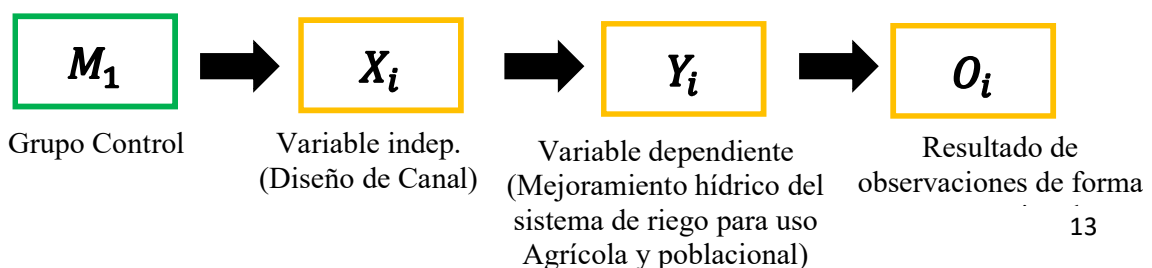 M₁
Xᵢ
Yᵢ
Oᵢ
Grupo Control
Variable indep.
(Diseño de Canal)
Variable dependiente
(Mejoramiento hídrico del
sistema de riego para uso
Agrícola y poblacional)
Resultado de
observaciones de forma
13